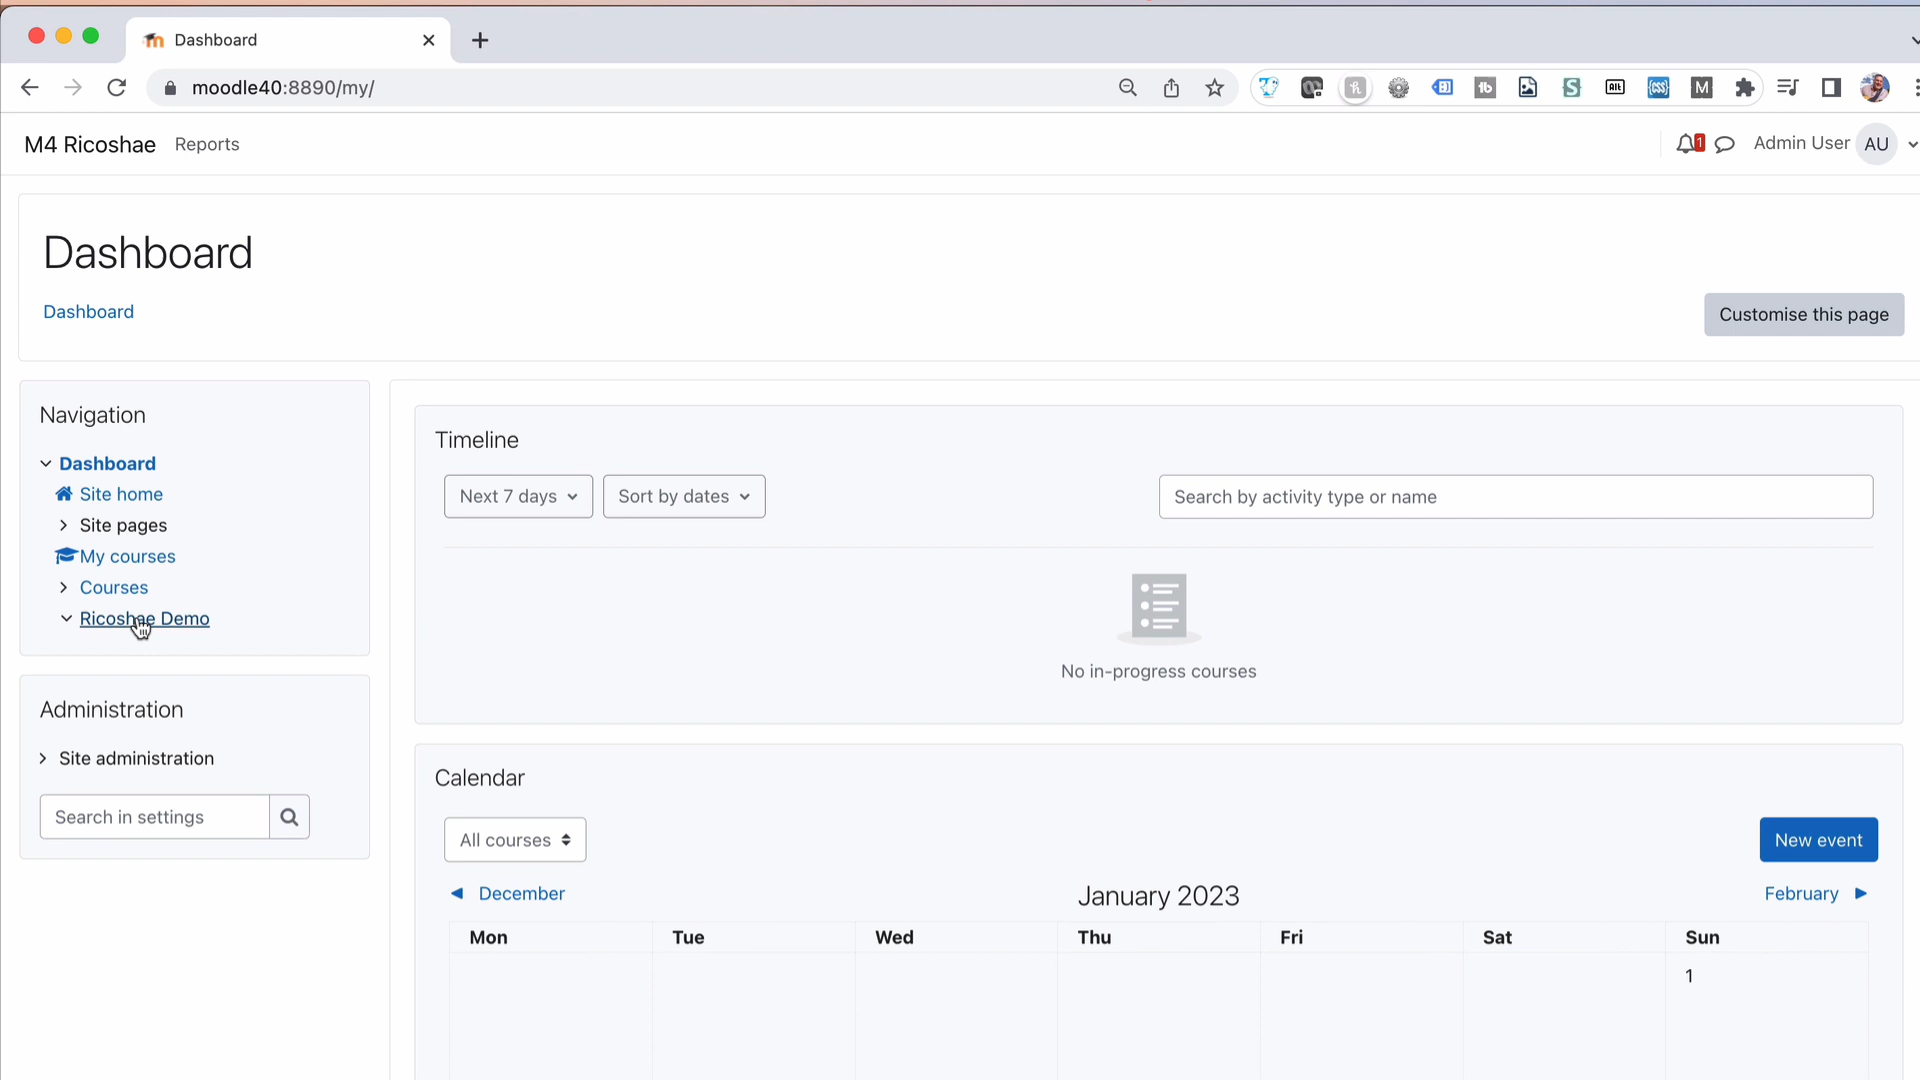 Dashboard
moodle40:8890/my/
M4 Ricoshae Reports
1
Admin User AU
Dashboard
Dashboard
Customise this page
Navigation
Dashboard
Site home
Site pages
My courses
Courses
Ricoshae Demo
Administration
Site administration
Search in settings
Timeline
Next 7 days
Sort by dates
Search by activity type or name
No in-progress courses
Calendar
All courses
New event
◄ December
January 2023
February ►
Mon Tue Wed Thu Fri Sat Sun
1